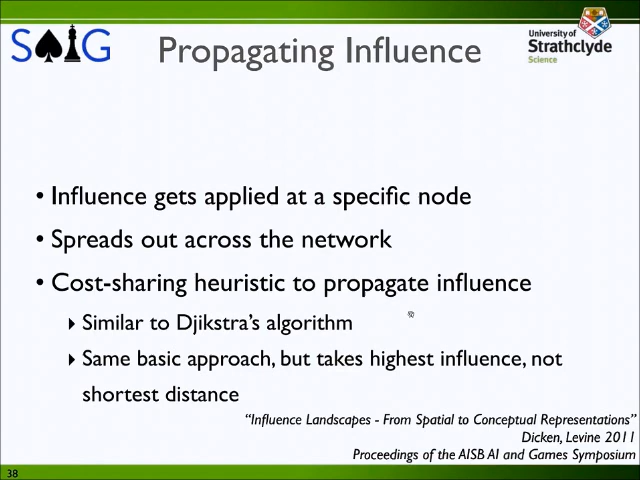 S IG
Propagating Influence
University of
Strathclyde
Science
• Influence gets applied at a specific node
• Spreads out across the network
• Cost-sharing heuristic to propagate influence
Similar to Djikstra's algorithm
Same basic approach, but takes highest influence, not
shortest distance
“Influence Landscapes - From Spatial to Conceptual Representations”
Dicken, Levine 2011
Proceedings of the AISB AI and Games Symposium
38